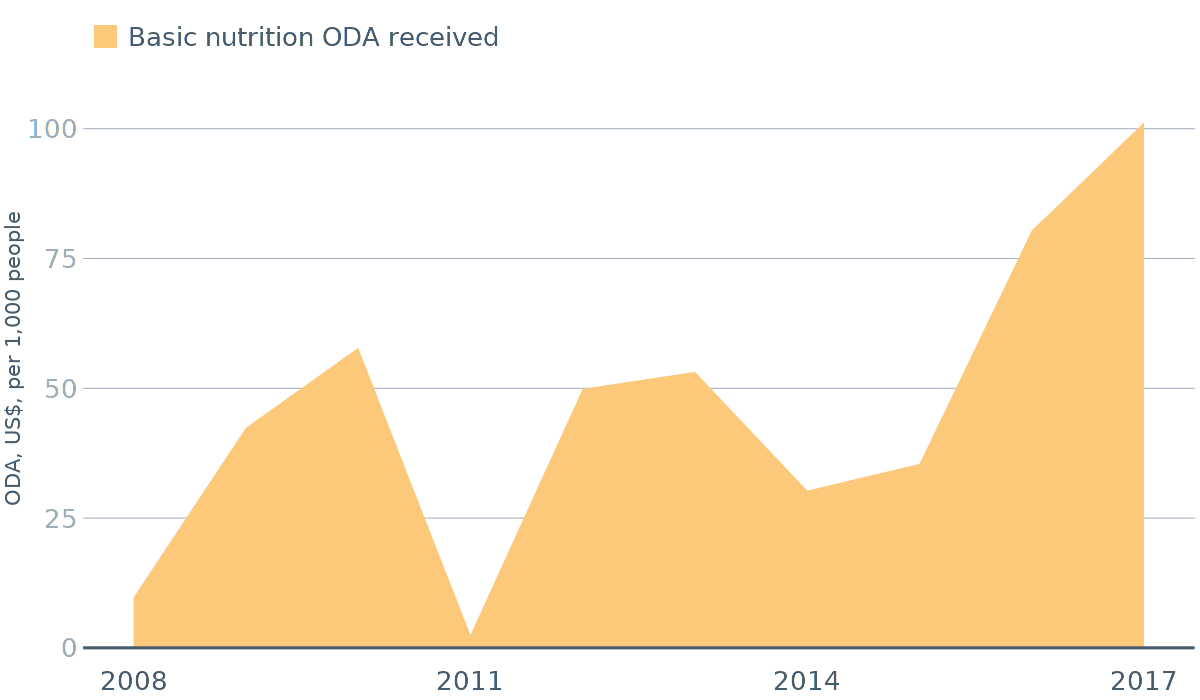 Basic nutrition ODA received
100
75
50
25
0
ODA, US$, per 1,000 people
2008 2011 2014 2017